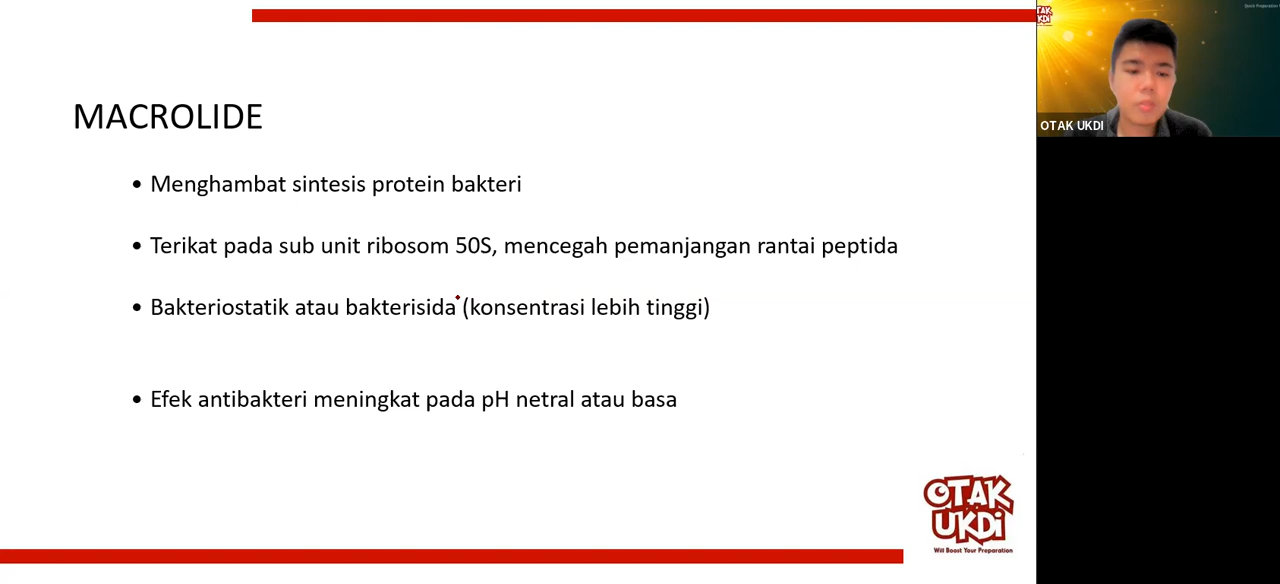 MACROLIDE
• Menghambat sintesis protein bakteri
• Terikat pada sub unit ribosom 50S, mencegah pemanjangan rantai peptida
• Bakteriostatik atau bakterisida (konsentrasi lebih tinggi)
• Efek antibakteri meningkat pada pH netral atau basa
OTAK UKDI
OTAK
UKDi
Will Boost Your Preparation